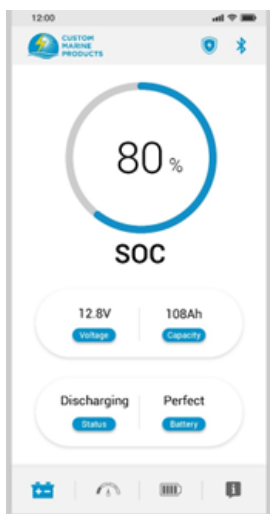 12:00
CUSTOM
MARINE
PRODUCTS
80 %
SOC
12.8V 108Ah
Voltage Capacity
Discharging Perfect
Status Battery